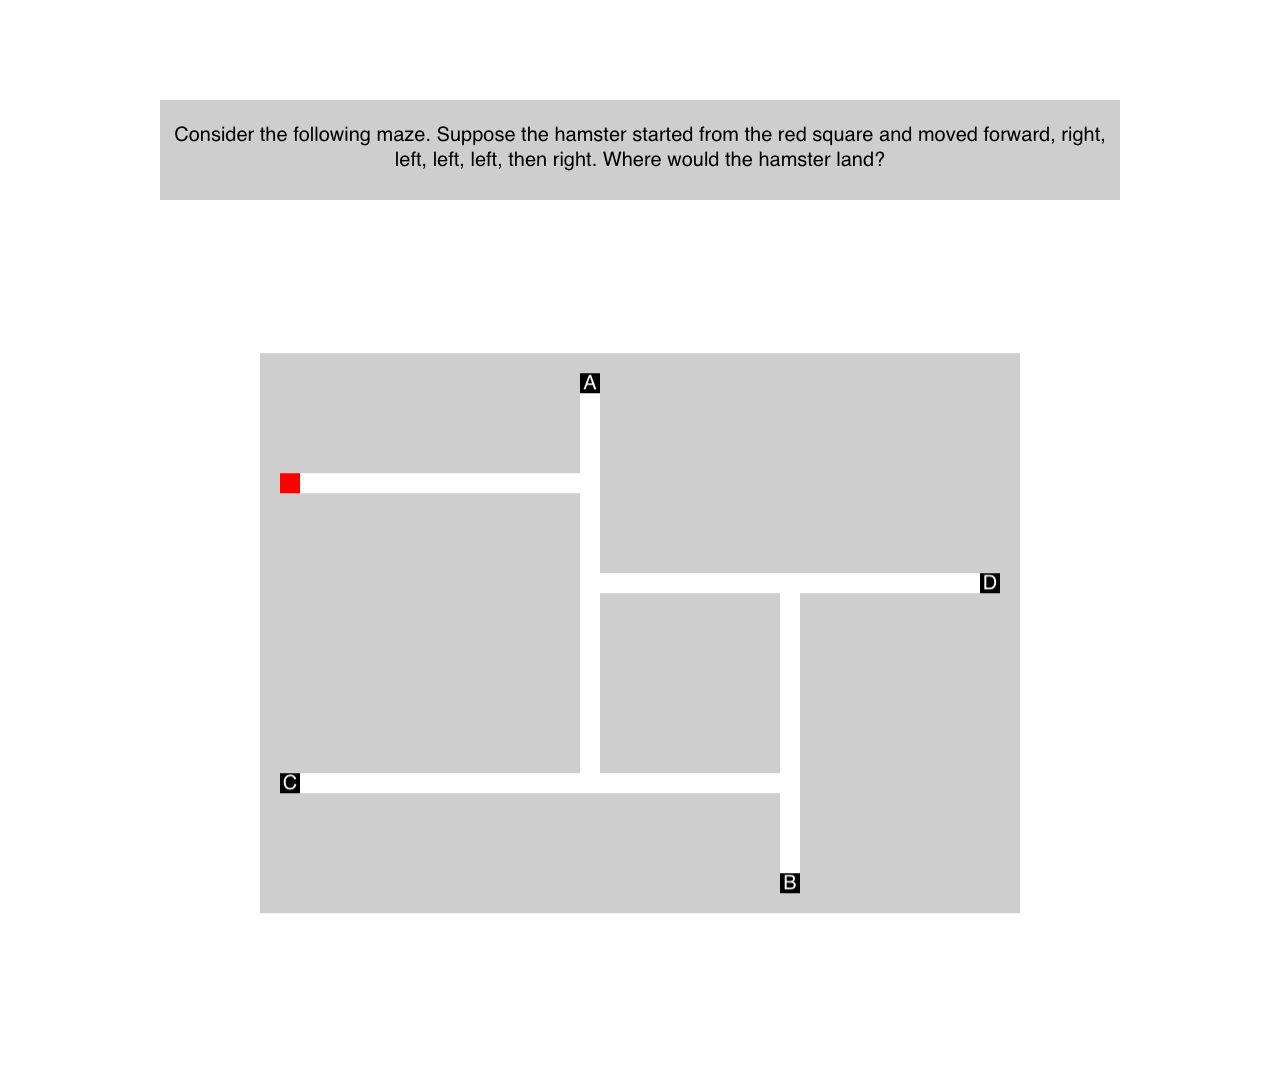 Consider the following maze. Suppose the hamster started from the red square and moved forward, right,
left, left, left, then right. Where would the hamster land?
A
D
C
B